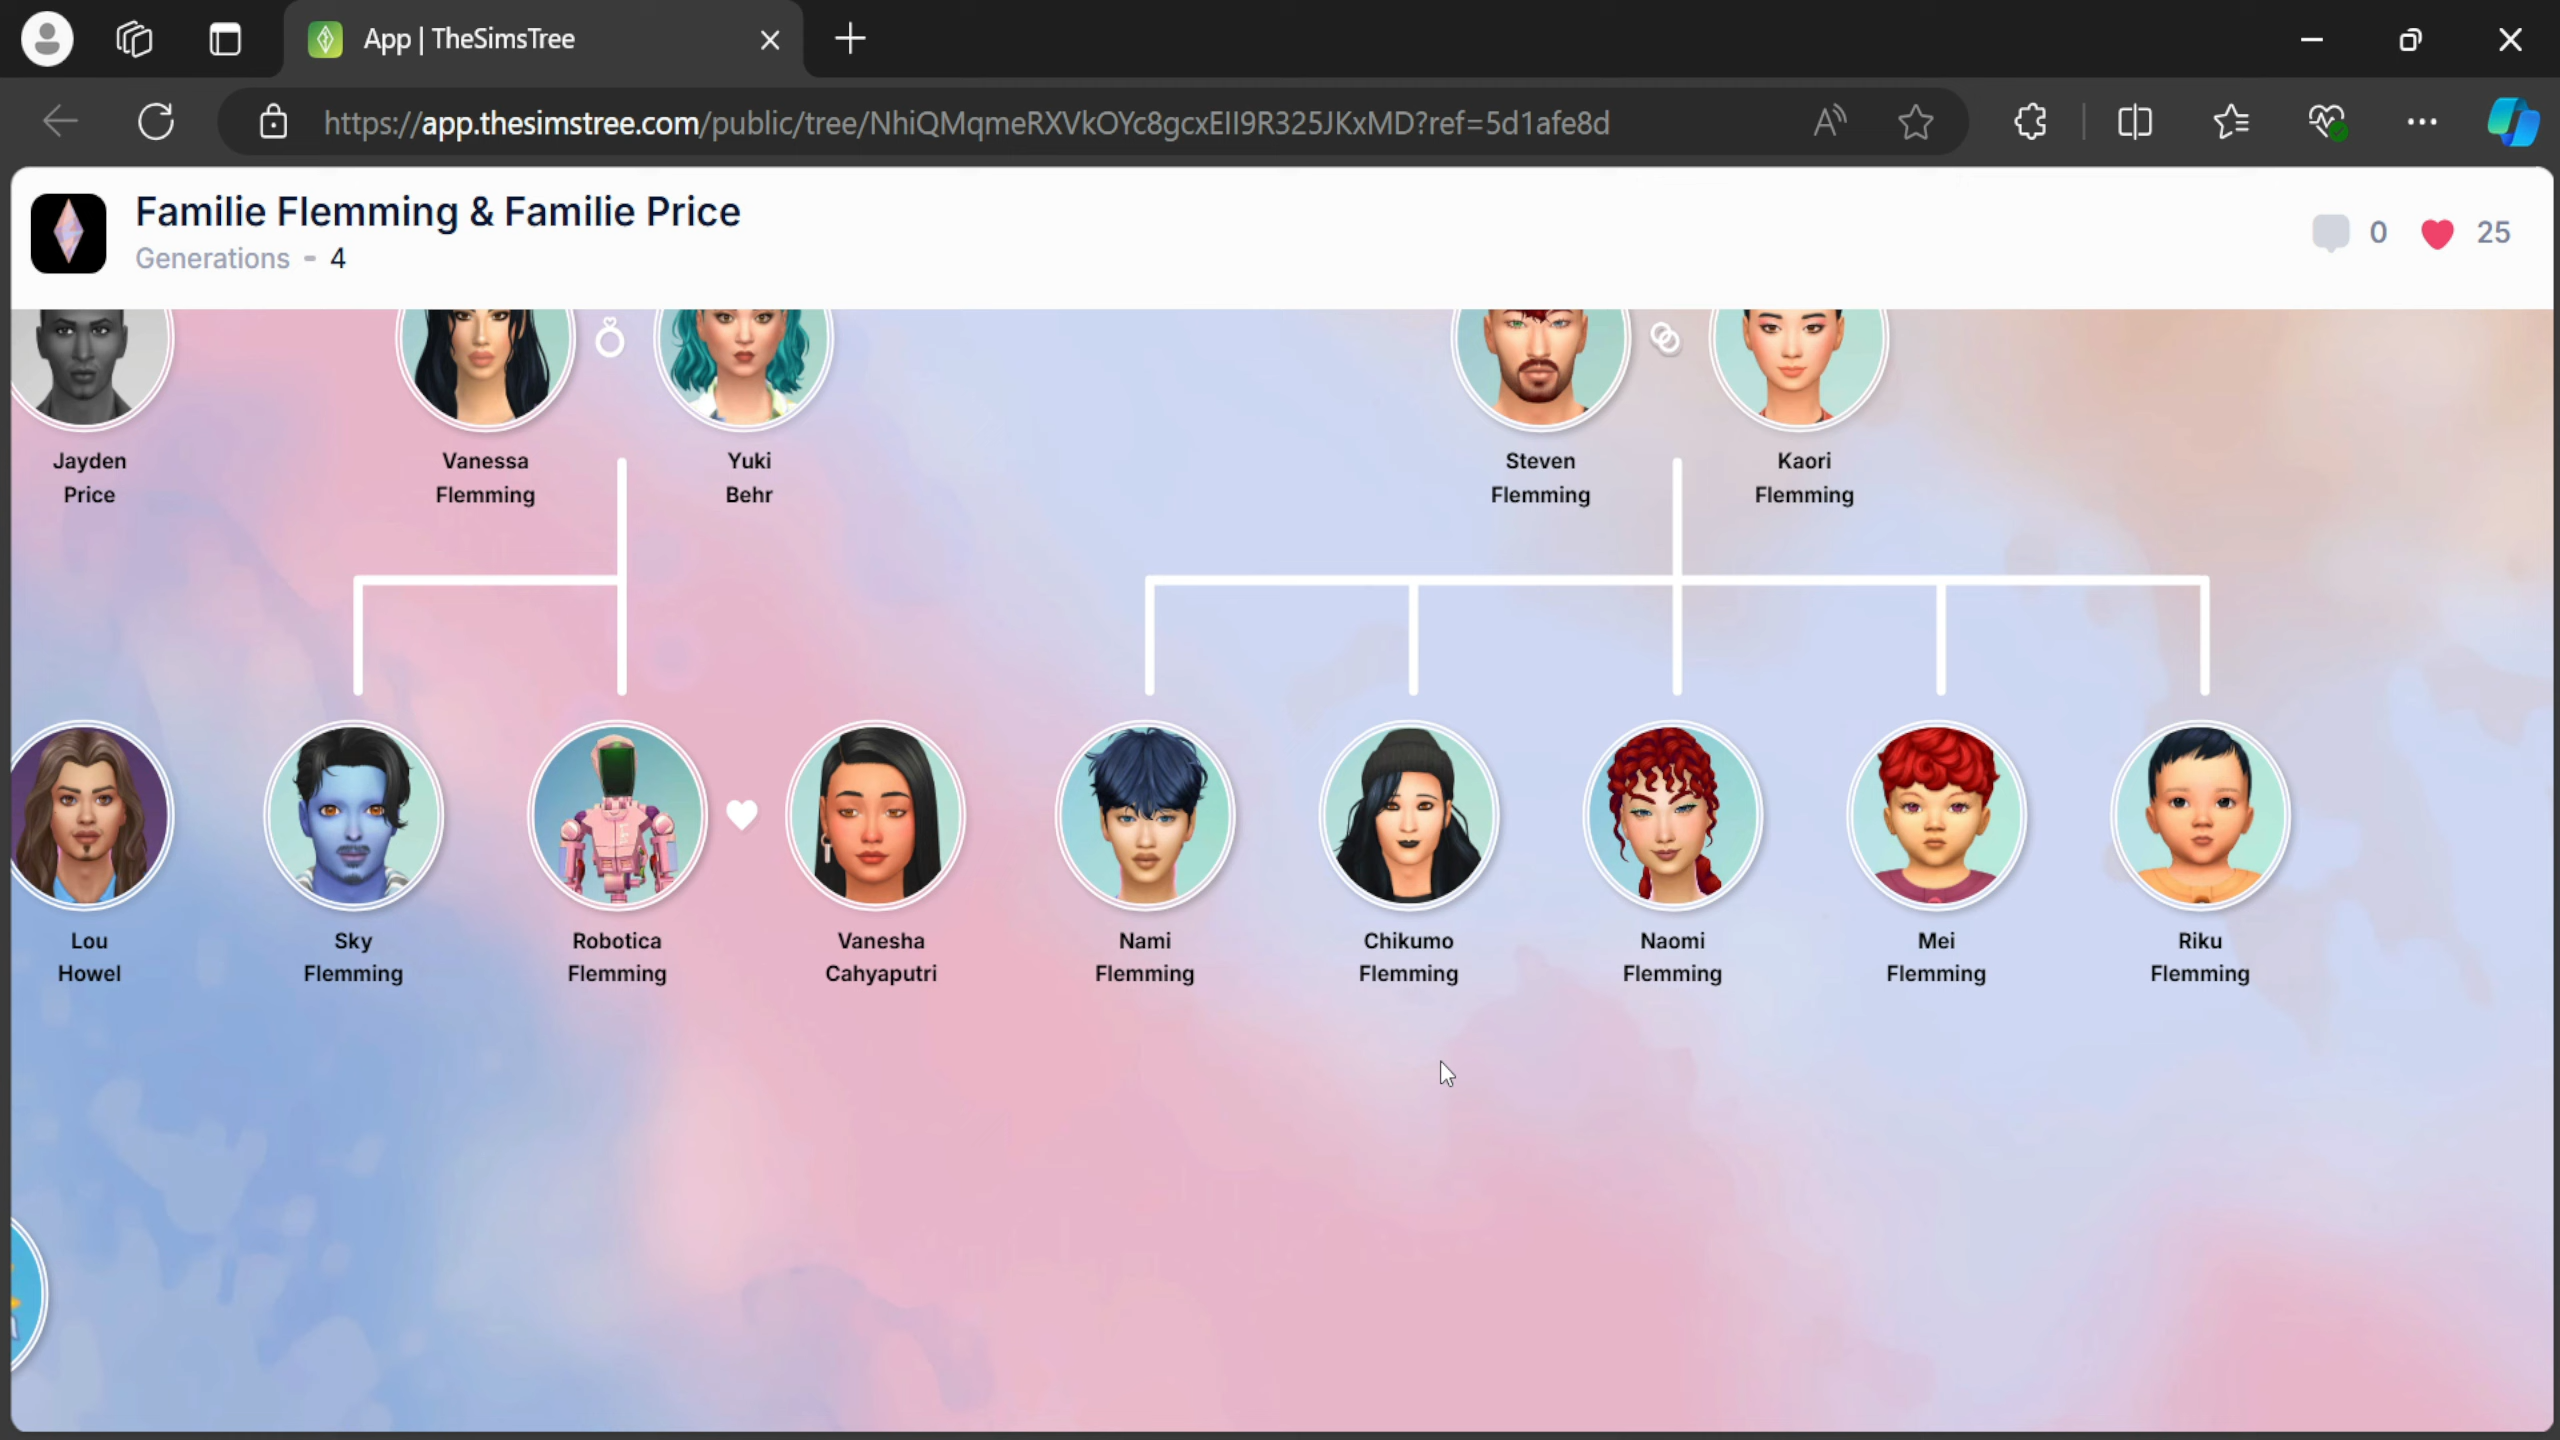 App | TheSimsTree
https://app.thesimstree.com/public/tree/NhiQMqmeRXVkOYc8gcxEII9R325JKxMD?ref=5d1afe8d
Familie Flemming & Familie Price
Generations - 4
0 25
Jayden
Price
Vanessa
Flemming
Yuki
Behr
Steven
Flemming
Kaori
Flemming
Lou
Howel
Sky
Flemming
Robotica
Flemming
Vanesha
Cahyaputri
Nami
Flemming
Chikumo
Flemming
Naomi
Flemming
Mei
Flemming
Riku
Flemming